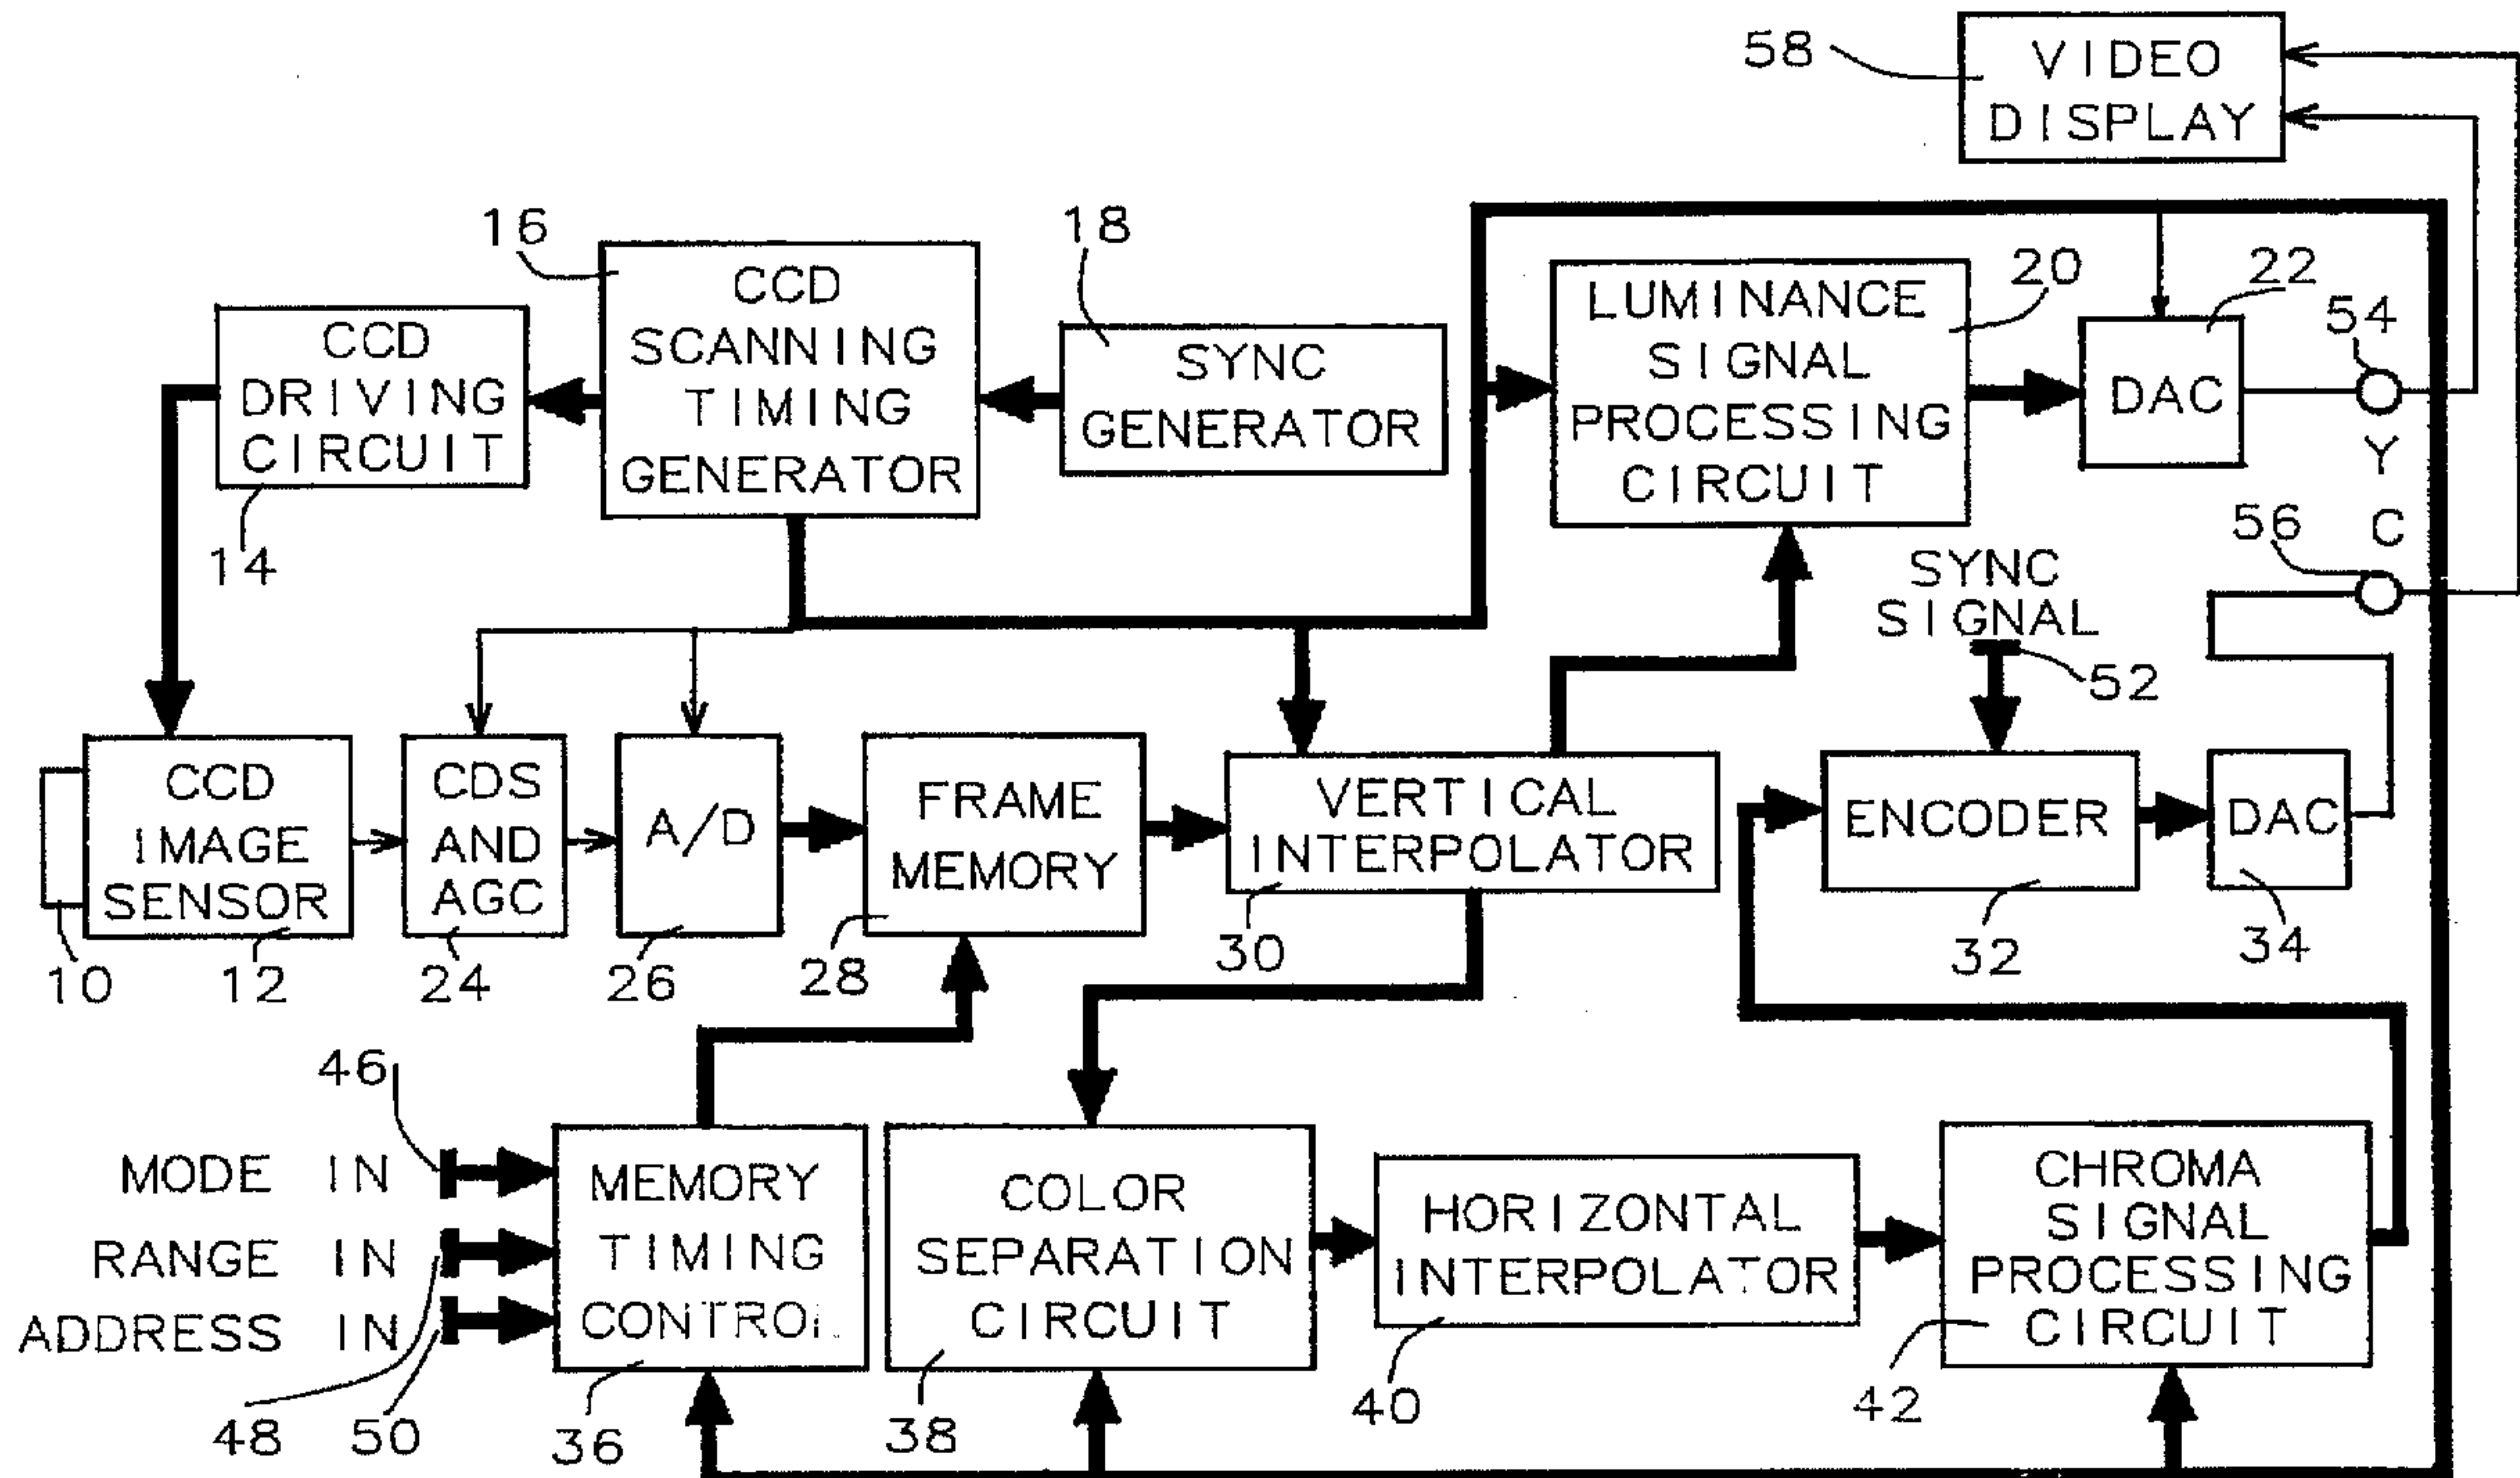 58
VIDEO
DISPLAY
16
CCD
SCANNING
TIMING
GENERATOR
18
SYNC
GENERATOR
LUMINANCE
SIGNAL
PROCESSING
CIRCUIT
20
22
DAC
54
Y
C
56
CCD
DRIVING
CIRCUIT
14
SYNC
SIGNAL
52
CCD
IMAGE
SENSOR
10
12
CDS
AND
AGC
24
A/D
26
FRAME
MEMORY
28
VERTICAL
INTERPOLATOR
30
ENCODER
32
DAC
34
46
MODE IN
RANGE IN
ADDRESS IN
48
50
MEMORY
TIMING
CONTROL
36
COLOR
SEPARATION
CIRCUIT
38
HORIZONTAL
INTERPOLATOR
40
CHROMA
SIGNAL
PROCESSING
CIRCUIT
42